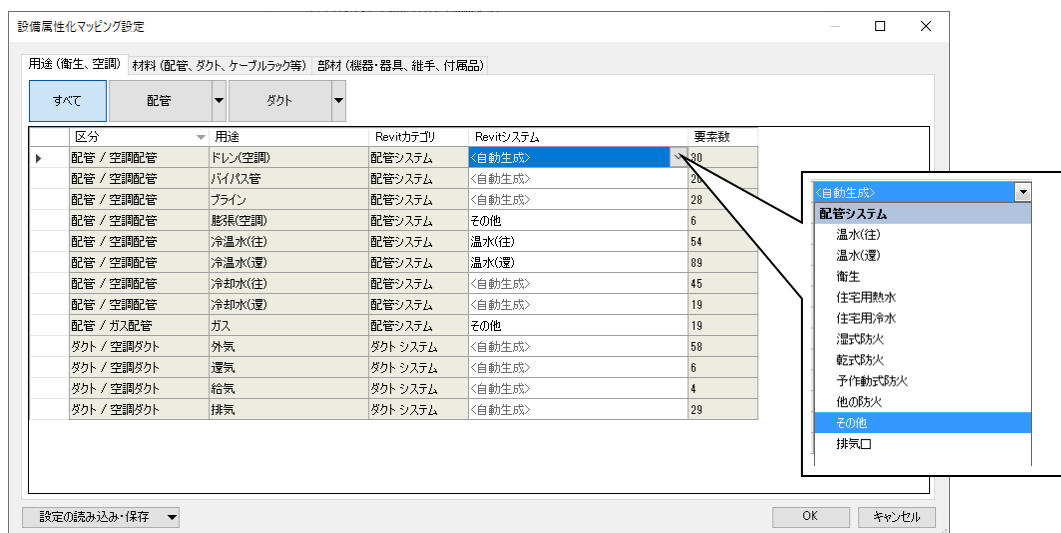 設備属性化マッピング設定
用途 (衛生、空調) 材料 (配管、ダクト、ケーブルラック等) 部材 (機器・器具、継手、付属品)
すべて 配管 ダクト
区分 用途 Revitカテゴリ Revitシステム 要素数
配管 / 空調配管 ドレン(空調) 配管システム <自動生成> 30
配管 / 空調配管 バイパス管 配管システム <自動生成>
配管 / 空調配管 ブライン 配管システム <自動生成> 28
配管 / 空調配管 膨張(空調) 配管システム その他 6
配管 / 空調配管 冷温水(往) 配管システム 温水(往) 54
配管 / 空調配管 冷温水(還) 配管システム 温水(還) 89
配管 / 空調配管 冷却水(往) 配管システム <自動生成> 45
配管 / 空調配管 冷却水(還) 配管システム <自動生成> 19
配管 / ガス配管 ガス 配管システム その他 19
ダクト / 空調ダクト 外気 ダクト システム <自動生成> 58
ダクト / 空調ダクト 還気 ダクト システム <自動生成> 6
ダクト / 空調ダクト 給気 ダクト システム <自動生成> 4
ダクト / 空調ダクト 排気 ダクト システム <自動生成> 29
<自動生成>
配管システム
温水(往)
温水(還)
衛生
住宅用熱水
住宅用冷水
湿式防火
乾式防火
予作動式防火
他の防火
その他
排気口
設定の読み込み・保存 OK キャンセル